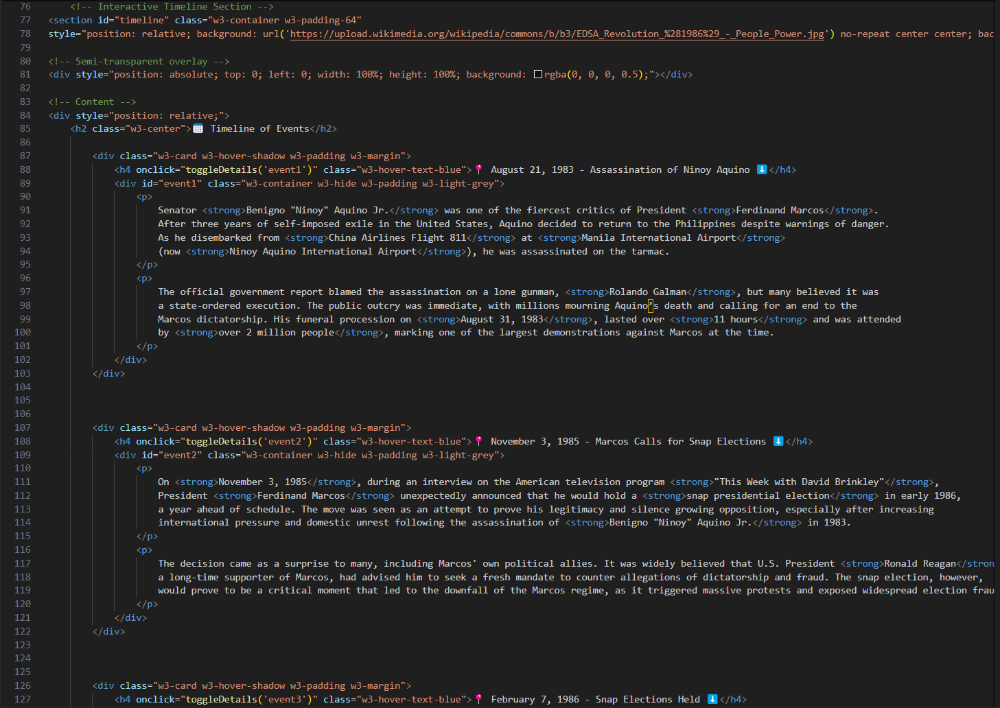 76 <!-- Interactive Timeline Section -->
77 <section id="timeline" class="w3-container w3-padding-64"
78 style="position: relative; background: url('https://upload.wikimedia.org/wikipedia/commons/b/b3/EDSA_Revolution_%281986%29_-_People_Power.jpg') no-repeat center center; bac
79
80 <!-- Semi-transparent overlay -->
81 <div style="position: absolute; top: 0; left: 0; width: 100%; height: 100%; background: rgba(0, 0, 0, 0.5);"></div>
82
83 <!-- Content -->
84 <div style="position: relative;">
85 <h2 class="w3-center">📅 Timeline of Events</h2>
86
87 <div class="w3-card w3-hover-shadow w3-padding w3-margin">
88 <h4 onclick="toggleDetails('event1')" class="w3-hover-text-blue">📍 August 21, 1983 - Assassination of Ninoy Aquino ⬇️</h4>
89 <div id="event1" class="w3-container w3-hide w3-padding w3-light-grey">
90 <p>
91 Senator <strong>Benigno "Ninoy" Aquino Jr.</strong> was one of the fiercest critics of President <strong>Ferdinand Marcos</strong>.
92 After three years of self-imposed exile in the United States, Aquino decided to return to the Philippines despite warnings of danger.
93 As he disembarked from <strong>China Airlines Flight 811</strong> at <strong>Manila International Airport</strong>
94 (now <strong>Ninoy Aquino International Airport</strong>), he was assassinated on the tarmac.
95 </p>
96 <p>
97 The official government report blamed the assassination on a lone gunman, <strong>Rolando Galman</strong>, but many believed it was
98 a state-ordered execution. The public outcry was immediate, with millions mourning Aquino’s death and calling for an end to the
99 Marcos dictatorship. His funeral procession on <strong>August 31, 1983</strong>, lasted over <strong>11 hours</strong> and was attended
100 by <strong>over 2 million people</strong>, marking one of the largest demonstrations against Marcos at the time.
101 </p>
102 </div>
103 </div>
104
105
106
107 <div class="w3-card w3-hover-shadow w3-padding w3-margin">
108 <h4 onclick="toggleDetails('event2')" class="w3-hover-text-blue">📍 November 3, 1985 - Marcos Calls for Snap Elections ⬇️</h4>
109 <div id="event2" class="w3-container w3-hide w3-padding w3-light-grey">
110 <p>
111 On <strong>November 3, 1985</strong>, during an interview on the American television program <strong>"This Week with David Brinkley"</strong>,
112 President <strong>Ferdinand Marcos</strong> unexpectedly announced that he would hold a <strong>snap presidential election</strong> in early 1986,
113 a year ahead of schedule. The move was seen as an attempt to prove his legitimacy and silence growing opposition, especially after increasing
114 international pressure and domestic unrest following the assassination of <strong>Benigno "Ninoy" Aquino Jr.</strong> in 1983.
115 </p>
116 <p>
117 The decision came as a surprise to many, including Marcos' own political allies. It was widely believed that U.S. President <strong>Ronald Reagan</stron
118 a long-time supporter of Marcos, had advised him to seek a fresh mandate to counter allegations of dictatorship and fraud. The snap election, however,
119 would prove to be a critical moment that led to the downfall of the Marcos regime, as it triggered massive protests and exposed widespread election frau
120 </p>
121 </div>
122 </div>
123
124
125
126 <div class="w3-card w3-hover-shadow w3-padding w3-margin">
127 <h4 onclick="toggleDetails('event3')" class="w3-hover-text-blue">📍 February 7, 1986 - Snap Elections Held ⬇️</h4>